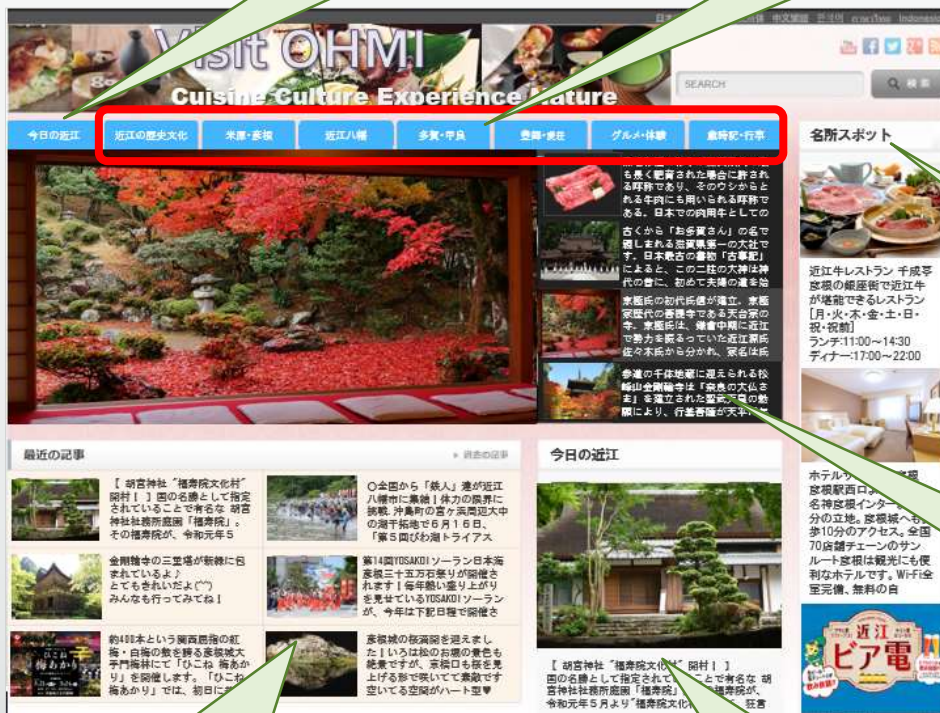 中文繁體 한국어 ภาษาไทย Indonesia
Visit OHMI
Cuisine Culture Experience Nature
SEARCH
検索
今日の近江
近江の歴史文化
米原・彦根
近江八幡
多賀・甲良
豊郷・愛荘
グルメ・体験
歳時記・行事
も長く肥育された場合に許され
る呼称であり、そのウシからと
れる牛肉にも用いられる呼称で
ある。日本での肉用牛としての
古くから「お多賀さん」の名で
親しまれる滋賀県第一の大社で
す。日本最古の書物「古事記」
によると、この二柱の大神は神
代の昔に、初めて夫婦の道を始
京極氏の初代氏信が建立。京極
家歴代の菩提寺である天台宗の
寺。京極氏は、鎌倉中期に近江
で勢力を振るっていた近江源氏
佐々木氏から分かれ、家名は氏
参道の千体地蔵に迎えられる松
峰山金剛輪寺は「奈良の大仏さ
ま」を建立された聖武天皇の勅
願により、行基菩薩が天平
名所スポット
近江牛レストラン 千成亭
彦根の銀座街で近江牛
が堪能できるレストラン
[月・火・木・金・土・日・
祝・祝前]
ランチ:11:00～14:30
ディナー:17:00～22:00
ホテルサ
彦根駅西口
名神彦根インター
分の立地。彦根城へも
歩10分のアクセス。全国
70店舗チェーンのサン
ルート彦根は観光にも便
利なホテルです。Wi-Fi全
室完備、無料の自
近江
ビア電
最近の記事
過去の記事
【 胡宮神社 "福寿院文化村"
開村！ 】国の名勝として指定
されていることで有名な 胡宮
神社社務所庭園「福寿院」。
その福寿院が、令和元年5
〇全国から「鉄人」達が近江
八幡市に集結！体力の限界に
挑戦 沖島町の宮ヶ浜周辺大中
の湖干拓地で６月１６日、
「第５回びわ湖トライアス
金剛輪寺の三重塔が新緑に包
まれているよ♪
とてもきれいだよ(^^)
みんなも行ってみてね！
第14回YOSAKOIソーラン日本海
彦根三十五万石祭りが開催さ
れます！毎年熱い盛り上がり
を見せているYOSAKOIソーラン
が、今年は下記日程で開催さ
ひこね
梅あかり
約400本という関西屈指の紅
梅・白梅の数を誇る彦根城大
手門梅林にて「ひこね 梅あか
り」を開催します。「ひこね
梅あかり」では、初日に
彦根城の桜満開を迎えまし
た！いろは松のお堀の景色も
絶景ですが、京橋口も桜を見
上げる形で咲いてて素敵です
空いてる空間がハート型♥
今日の近江
【 胡宮神社 "福寿院文化村" 開村！ 】
国の名勝として指定されていることで有名な 胡
宮神社社務所庭園「福寿院」。その福寿院が、
令和元年５月より"福寿院文化村 狂言